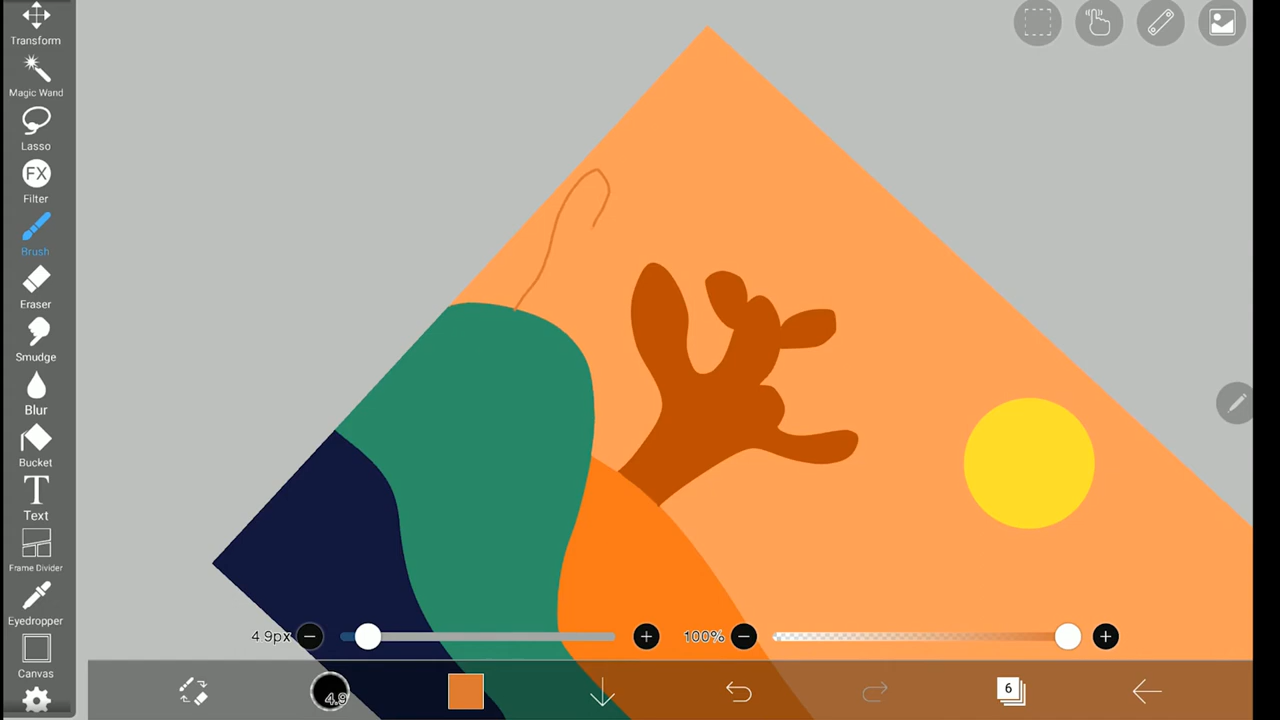 Transform
Magic Wand
Lasso
FX
Filter
Brush
Eraser
Smudge
Blur
Bucket
T
Text
Frame Divider
Eyedropper
Canvas
4.9px
100%
4.9
6